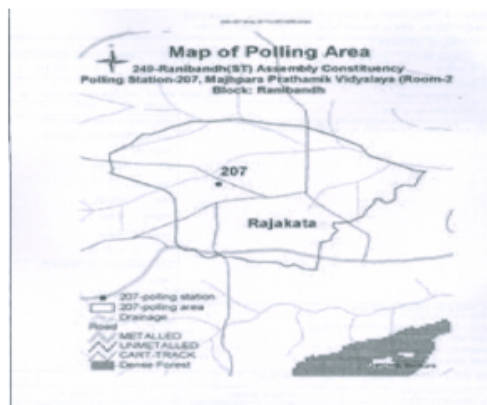 Map of Polling Area
249-Ranibandh(ST) Assembly Constituency
Polling Station-207, Majhpara Prathamik Vidyalaya (Room-2
Block: Ranibandh
207
Rajakata
207-polling station
207-polling area
Drainage
Road
METALLED
UNMETALLED
CART-TRACK
Dense Forest